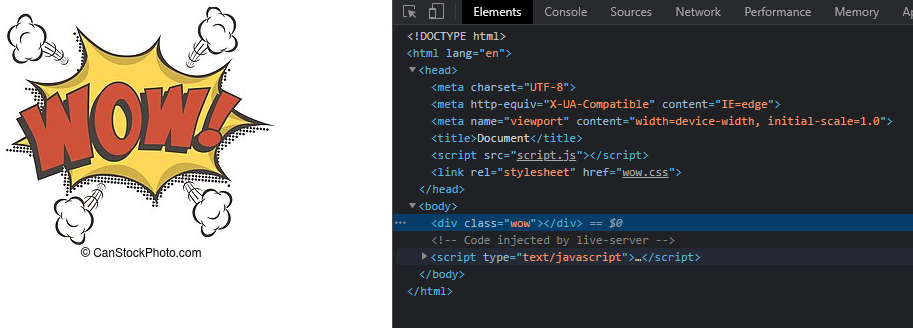 WOW!
© CanStockPhoto.com
Elements Console Sources Network Performance Memory Ap
<!DOCTYPE html>
<html lang="en">
<head>
<meta charset="UTF-8">
<meta http-equiv="X-UA-Compatible" content="IE=edge">
<meta name="viewport" content="width=device-width, initial-scale=1.0">
<title>Document</title>
<script src="script.js"></script>
<link rel="stylesheet" href="wow.css">
</head>
<body>
<div class="wow"></div> == $0
<!-- Code injected by live-server -->
<script type="text/javascript">…</script>
</body>
</html>